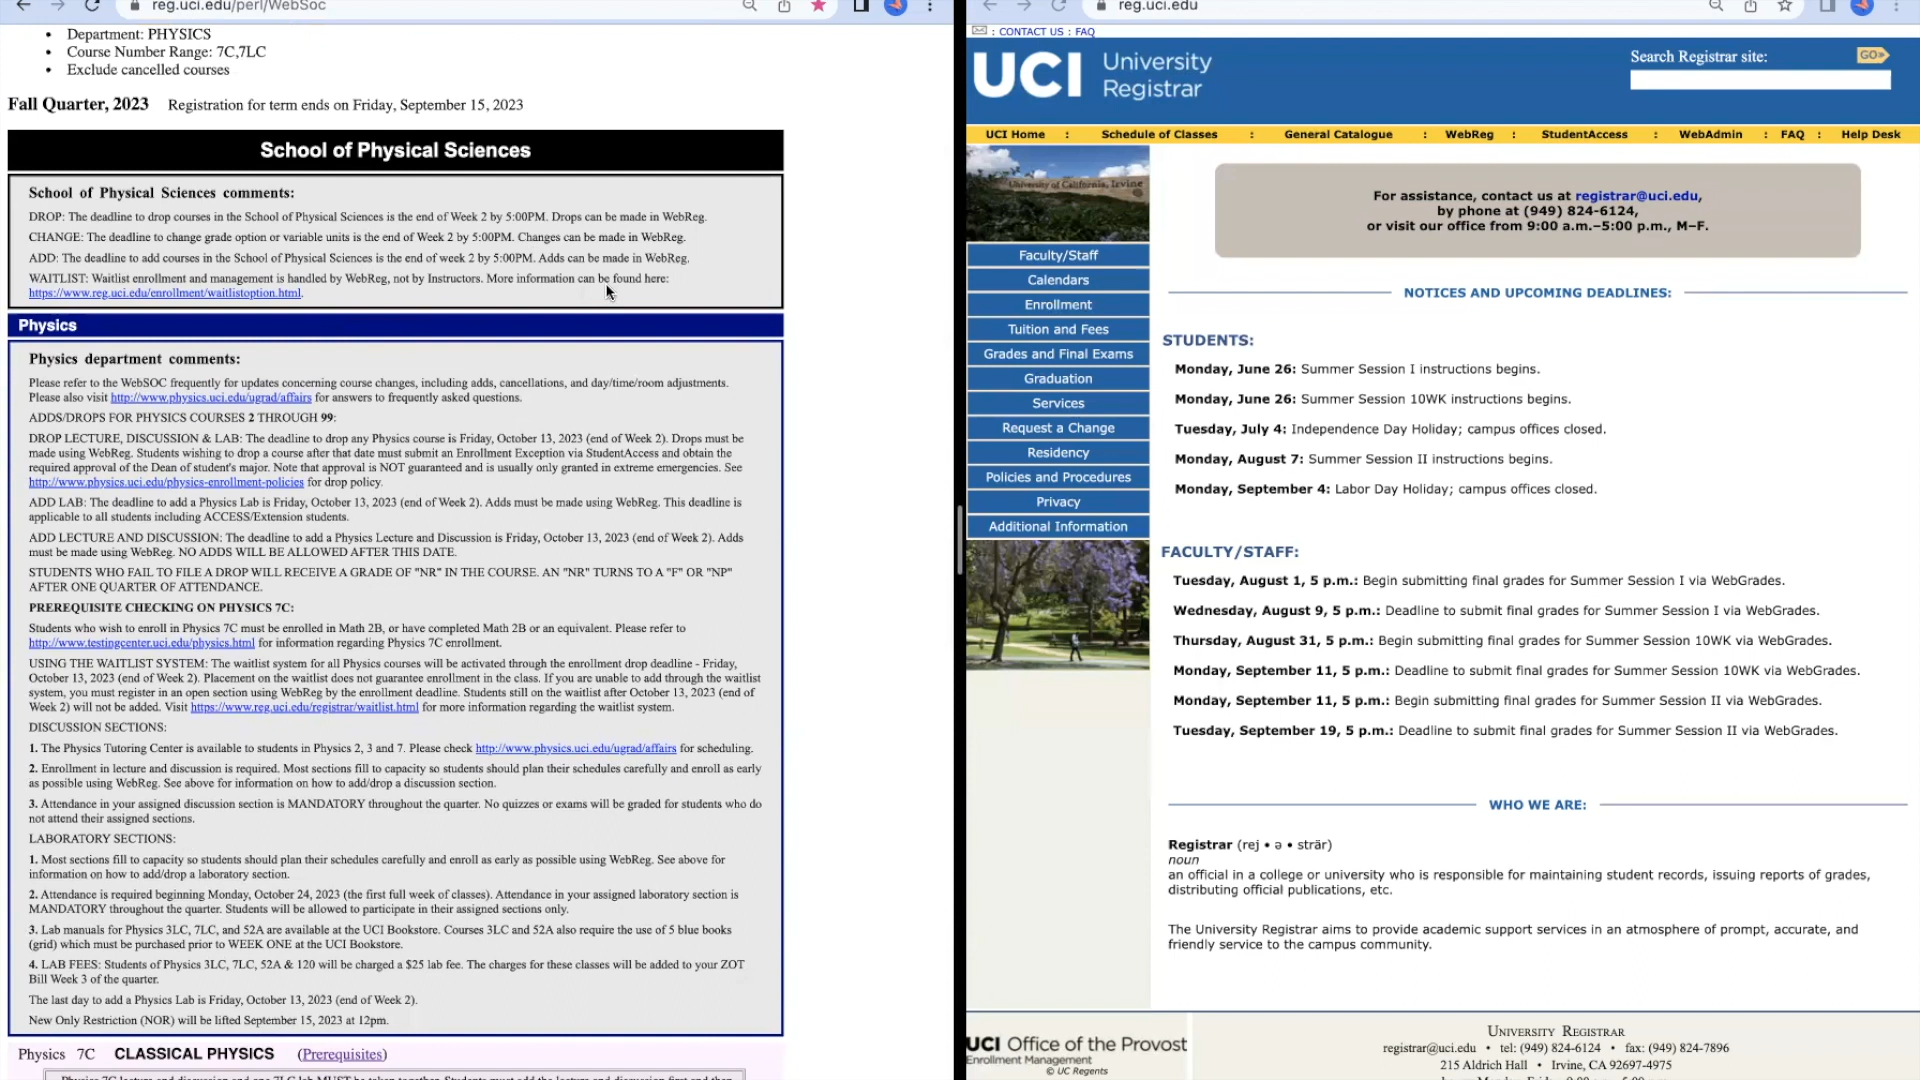 reg.uci.edu/perl/WebSoc
• Department: PHYSICS
• Course Number Range: 7C,7LC
• Exclude cancelled courses
Fall Quarter, 2023 Registration for term ends on Friday, September 15, 2023
School of Physical Sciences
School of Physical Sciences comments:
DROP: The deadline to drop courses in the School of Physical Sciences is the end of Week 2 by 5:00PM. Drops can be made in WebReg.
CHANGE: The deadline to change grade option or variable units is the end of Week 2 by 5:00PM. Changes can be made in WebReg.
ADD: The deadline to add courses in the School of Physical Sciences is the end of week 2 by 5:00PM. Adds can be made in WebReg.
WAITLIST: Waitlist enrollment and management is handled by WebReg, not by Instructors. More information can be found here:
https://www.reg.uci.edu/enrollment/waitlistoption.html.
Physics
Physics department comments:
Please refer to the WebSOC frequently for updates concerning course changes, including adds, cancellations, and day/time/room adjustments.
Please also visit http://www.physics.uci.edu/ugrad/affairs for answers to frequently asked questions.
ADDS/DROPS FOR PHYSICS COURSES 2 THROUGH 99:
DROP LECTURE, DISCUSSION & LAB: The deadline to drop any Physics course is Friday, October 13, 2023 (end of Week 2). Drops must be
made using WebReg. Students wishing to drop a course after that date must submit an Enrollment Exception via StudentAccess and obtain the
required approval of the Dean of student's major. Note that approval is NOT guaranteed and is usually only granted in extreme emergencies. See
http://www.physics.uci.edu/physics-enrollment-policies for drop policy.
ADD LAB: The deadline to add a Physics Lab is Friday, October 13, 2023 (end of Week 2). Adds must be made using WebReg. This deadline is
applicable to all students including ACCESS/Extension students.
ADD LECTURE AND DISCUSSION: The deadline to add a Physics Lecture and Discussion is Friday, October 13, 2023 (end of Week 2). Adds
must be made using WebReg. NO ADDS WILL BE ALLOWED AFTER THIS DATE.
STUDENTS WHO FAIL TO FILE A DROP WILL RECEIVE A GRADE OF "NR" IN THE COURSE. AN "NR" TURNS TO A "F" OR "NP"
AFTER ONE QUARTER OF ATTENDANCE.
PREREQUISITE CHECKING ON PHYSICS 7C:
Students who wish to enroll in Physics 7C must be enrolled in Math 2B, or have completed Math 2B or an equivalent. Please refer to
http://www.testingcenter.uci.edu/physics.html for information regarding Physics 7C enrollment.
USING THE WAITLIST SYSTEM: The waitlist system for all Physics courses will be activated through the enrollment drop deadline - Friday,
October 13, 2023 (end of Week 2). Placement on the waitlist does not guarantee enrollment in the class. If you are unable to add through the waitlist
system, you must register in an open section using WebReg by the enrollment deadline. Students still on the waitlist after October 13, 2023 (end of
Week 2) will not be added. Visit https://www.reg.uci.edu/registrar/waitlist.html for more information regarding the waitlist system.
DISCUSSION SECTIONS:
1. The Physics Tutoring Center is available to students in Physics 2, 3 and 7. Please check http://www.physics.uci.edu/ugrad/affairs for scheduling.
2. Enrollment in lecture and discussion is required. Most sections fill to capacity so students should plan their schedules carefully and enroll as early
as possible using WebReg. See above for information on how to add/drop a discussion section.
3. Attendance in your assigned discussion section is MANDATORY throughout the quarter. No quizzes or exams will be graded for students who do
not attend their assigned sections.
LABORATORY SECTIONS:
1. Most sections fill to capacity so students should plan their schedules carefully and enroll as early as possible using WebReg. See above for
information on how to add/drop a laboratory section.
2. Attendance is required beginning Monday, October 24, 2023 (the first full week of classes). Attendance in your assigned laboratory section is
MANDATORY throughout the quarter. Students will be allowed to participate in their assigned sections only.
3. Lab manuals for Physics 3LC, 7LC, and 52A are available at the UCI Bookstore. Courses 3LC and 52A also require the use of 5 blue books
(grid) which must be purchased prior to WEEK ONE at the UCI Bookstore.
4. LAB FEES: Students of Physics 3LC, 7LC, 52A & 120 will be charged a $25 lab fee. The charges for these classes will be added to your ZOT
Bill Week 3 of the quarter.
The last day to add a Physics Lab is Friday, October 13, 2023 (end of Week 2).
New Only Restriction (NOR) will be lifted September 15, 2023 at 12pm.
Physics 7C CLASSICAL PHYSICS (Prerequisites)
Physics 7C lecture and discussion and one 7LC lab MUST be taken together. Students must add the lecture and discussion first and then
reg.uci.edu
: CONTACT US : FAQ
UCI University
Registrar
Search Registrar site:
GO
UCI Home : Schedule of Classes : General Catalogue : WebReg : StudentAccess : WebAdmin : FAQ : Help Desk
University of California, Irvine
For assistance, contact us at registrar@uci.edu,
by phone at (949) 824-6124,
or visit our office from 9:00 a.m.–5:00 p.m., M–F.
Faculty/Staff
Calendars
Enrollment
Tuition and Fees
Grades and Final Exams
Graduation
Services
Request a Change
Residency
Policies and Procedures
Privacy
Additional Information
NOTICES AND UPCOMING DEADLINES:
STUDENTS:
Monday, June 26: Summer Session I instructions begins.
Monday, June 26: Summer Session 10WK instructions begins.
Tuesday, July 4: Independence Day Holiday; campus offices closed.
Monday, August 7: Summer Session II instructions begins.
Monday, September 4: Labor Day Holiday; campus offices closed.
FACULTY/STAFF:
Tuesday, August 1, 5 p.m.: Begin submitting final grades for Summer Session I via WebGrades.
Wednesday, August 9, 5 p.m.: Deadline to submit final grades for Summer Session I via WebGrades.
Thursday, August 31, 5 p.m.: Begin submitting final grades for Summer Session 10WK via WebGrades.
Monday, September 11, 5 p.m.: Deadline to submit final grades for Summer Session 10WK via WebGrades.
Monday, September 11, 5 p.m.: Begin submitting final grades for Summer Session II via WebGrades.
Tuesday, September 19, 5 p.m.: Deadline to submit final grades for Summer Session II via WebGrades.
WHO WE ARE:
Registrar (rej • ə • strär)
noun
an official in a college or university who is responsible for maintaining student records, issuing reports of grades,
distributing official publications, etc.
The University Registrar aims to provide academic support services in an atmosphere of prompt, accurate, and
friendly service to the campus community.
UCI Office of the Provost
Enrollment Management
© UC Regents
UNIVERSITY REGISTRAR
registrar@uci.edu • tel: (949) 824-6124 • fax: (949) 824-7896
215 Aldrich Hall • Irvine, CA 92697-4975